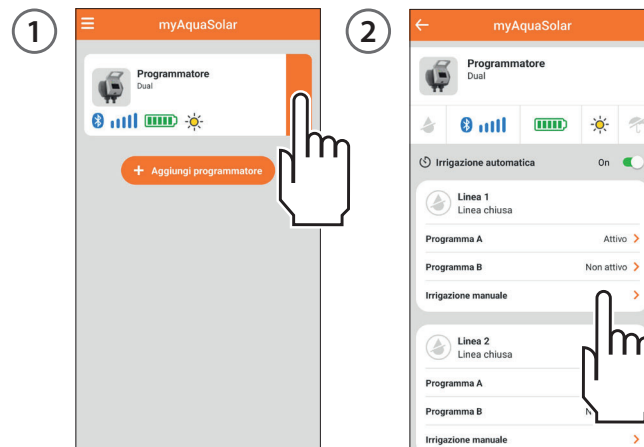 1
myAquaSolar
Programmatore
Dual
+ Aggiungi programmatore
2
myAquaSolar
Programmatore
Dual
Irrigazione automatica On
Linea 1
Linea chiusa
Programma A Attivo >
Programma B Non attivo >
Irrigazione manuale >
Linea 2
Linea chiusa
Programma A
Programma B N
Irrigazione manuale >